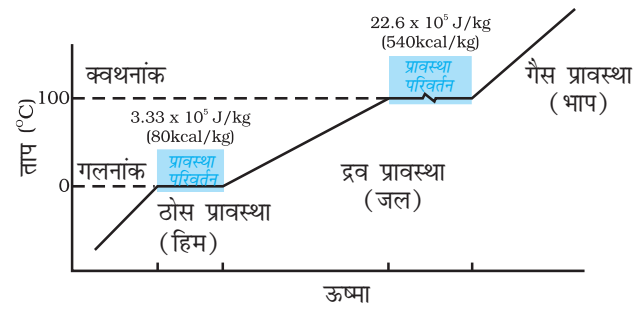 22.6 x 10⁵ J/kg
(540kcal/kg)
प्रावस्था
परिवर्तन
क्वथनांक
गैस प्रावस्था
(भाप)
100
3.33 x 10⁵ J/kg
(80kcal/kg)
ताप (°C)
प्रावस्था
परिवर्तन
गलनांक
द्रव प्रावस्था
(जल)
0
ठोस प्रावस्था
(हिम)
ऊष्मा